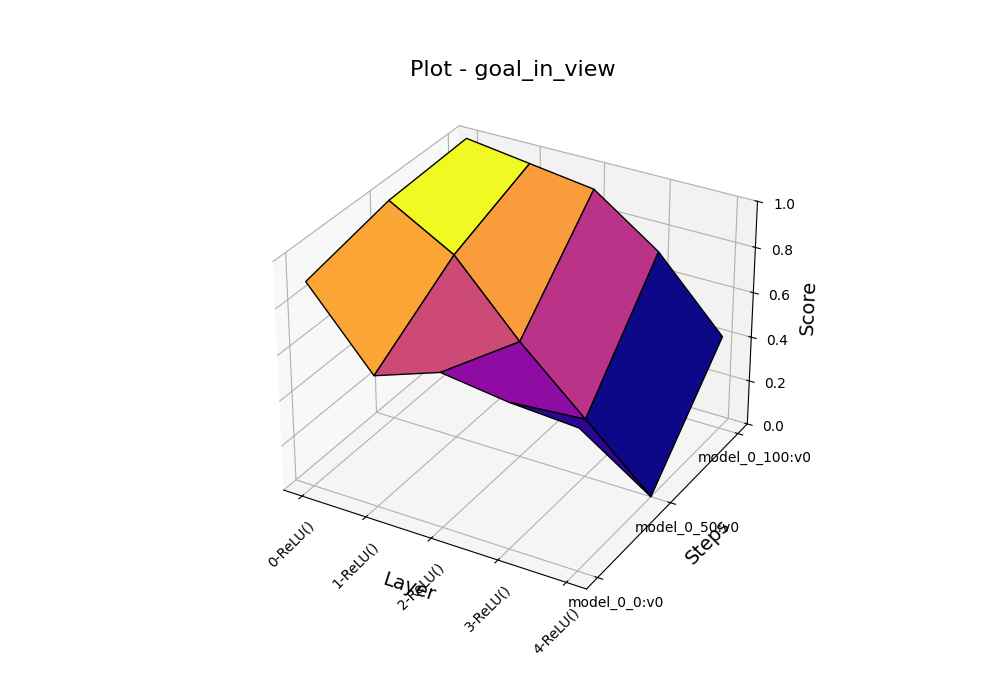 Plot - goal_in_view
1.0
0.8
0.6
0.4
0.2
0.0
Score
model_0_100:v0
model_0_50:v0
model_0_0:v0
Steps
0-ReLU()
1-ReLU()
2-ReLU()
3-ReLU()
4-ReLU()
Layer